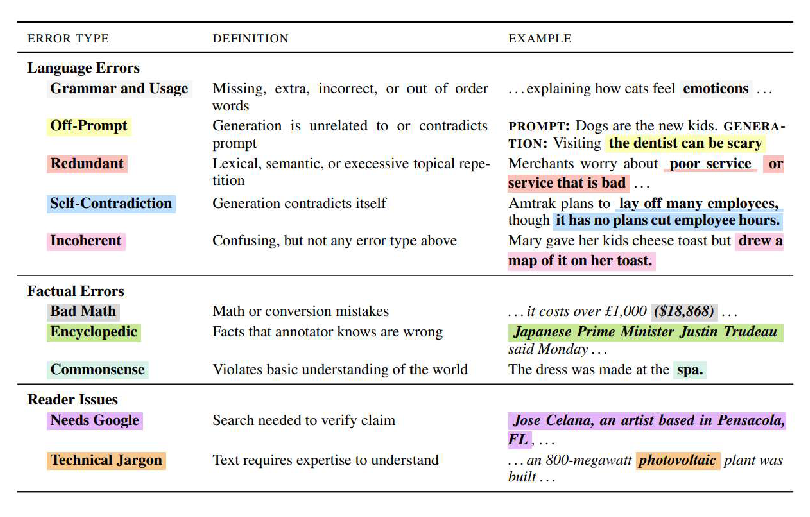 ERROR TYPE DEFINITION EXAMPLE
Language Errors
Grammar and Usage Missing, extra, incorrect, or out of order words ...explaining how cats feel emoticons ...
Off-Prompt Generation is unrelated to or contradicts prompt PROMPT: Dogs are the new kids. GENERATION: Visiting the dentist can be scary
Redundant Lexical, semantic, or execessive topical repetition Merchants worry about poor service or service that is bad ...
Self-Contradiction Generation contradicts itself Amtrak plans to lay off many employees, though it has no plans cut employee hours.
Incoherent Confusing, but not any error type above Mary gave her kids cheese toast but drew a map of it on her toast.
Factual Errors
Bad Math Math or conversion mistakes ...it costs over £1,000 ($18,868) ...
Encyclopedic Facts that annotator knows are wrong Japanese Prime Minister Justin Trudeau said Monday ...
Commonsense Violates basic understanding of the world The dress was made at the spa.
Reader Issues
Needs Google Search needed to verify claim Jose Celana, an artist based in Pensacola, FL, ...
Technical Jargon Text requires expertise to understand ...an 800-megawatt photovoltaic plant was built ...